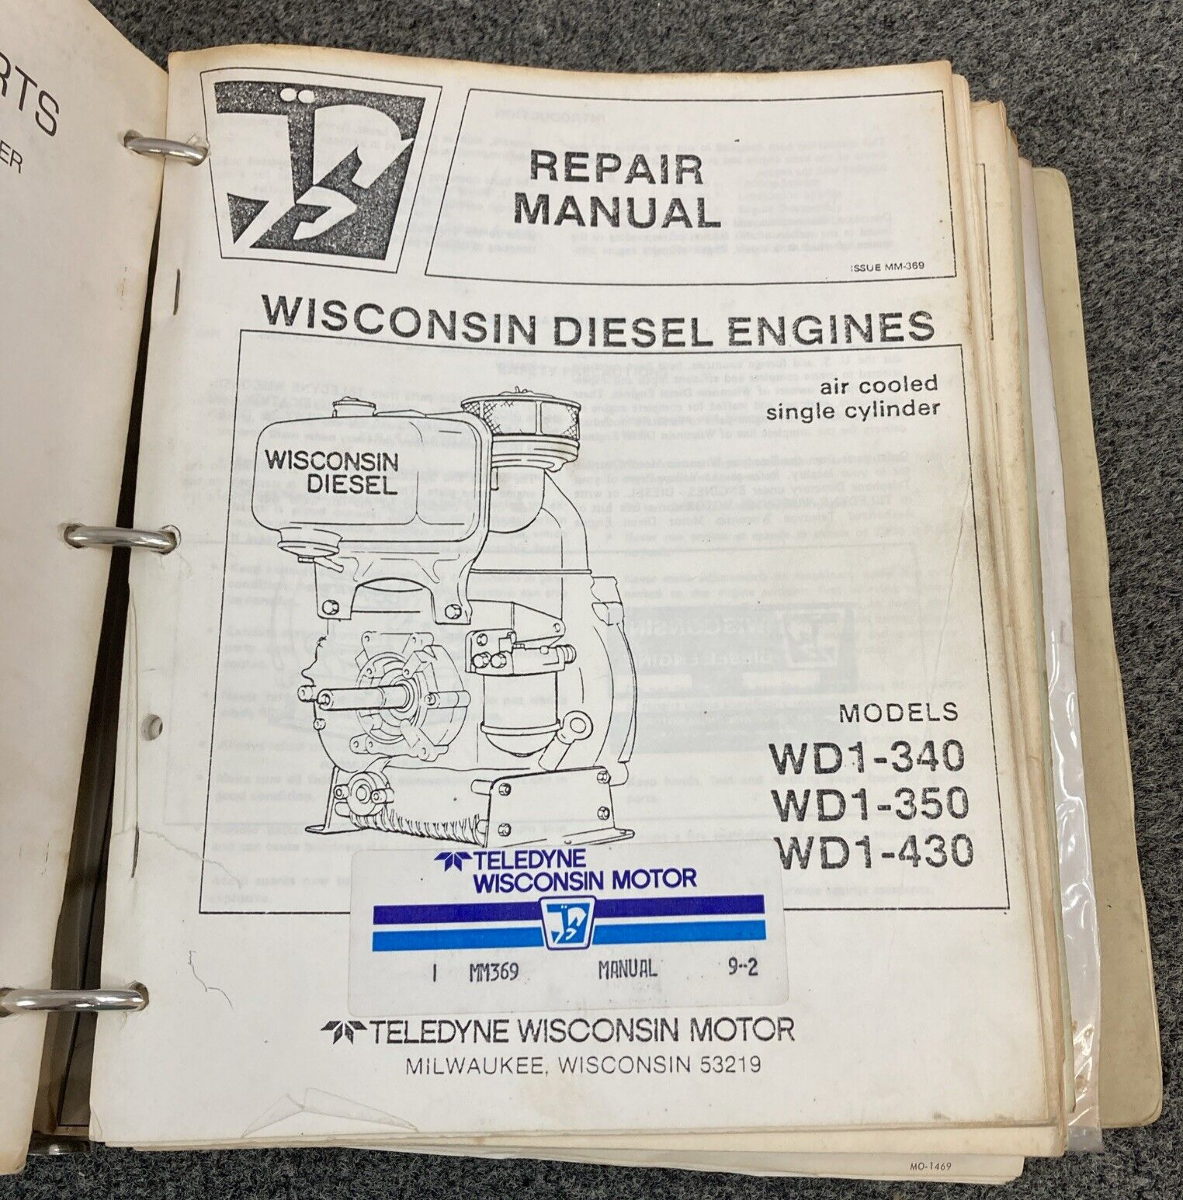 RTS
ER
REPAIR
MANUAL
ISSUE MM-369
WISCONSIN DIESEL ENGINES
air cooled
single cylinder
WISCONSIN
DIESEL
MODELS
WD1-340
WD1-350
WD1-430
TELEDYNE
WISCONSIN MOTOR
1 MM369 MANUAL 9-2
TELEDYNE WISCONSIN MOTOR
MILWAUKEE, WISCONSIN 53219
MO-1469